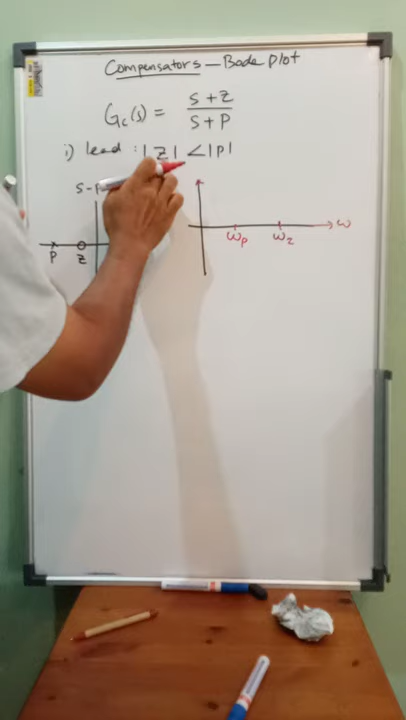 Compensators – Bode plot
Gc(s) = s+z
s+p
i) lead : |z| < |p|
s-p
p z
ωp ωz ω